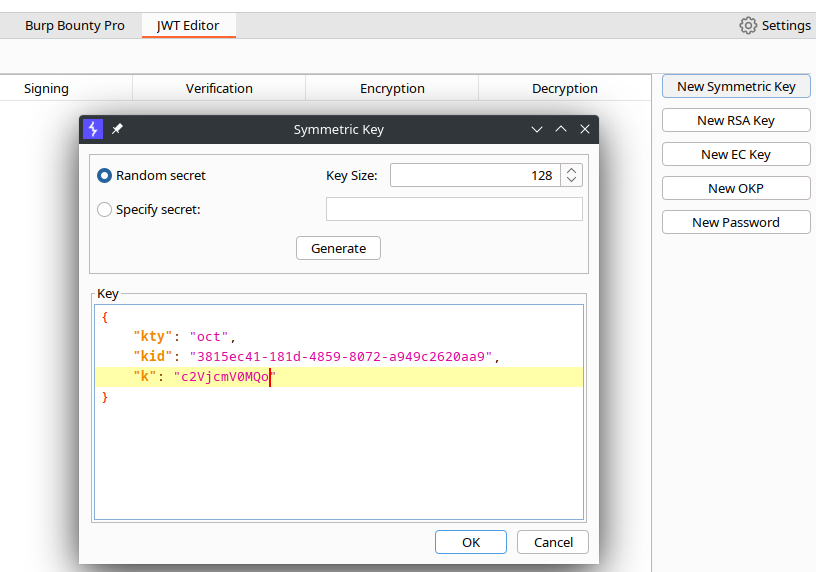 Burp Bounty Pro JWT Editor Settings
Signing Verification Encryption Decryption
New Symmetric Key
New RSA Key
New EC Key
New OKP
New Password
Symmetric Key
Random secret Key Size: 128
Specify secret:
Generate
Key
{
"kty": "oct",
"kid": "3815ec41-181d-4859-8072-a949c2620aa9",
"k": "c2VjcmV0MQo"
}
OK Cancel